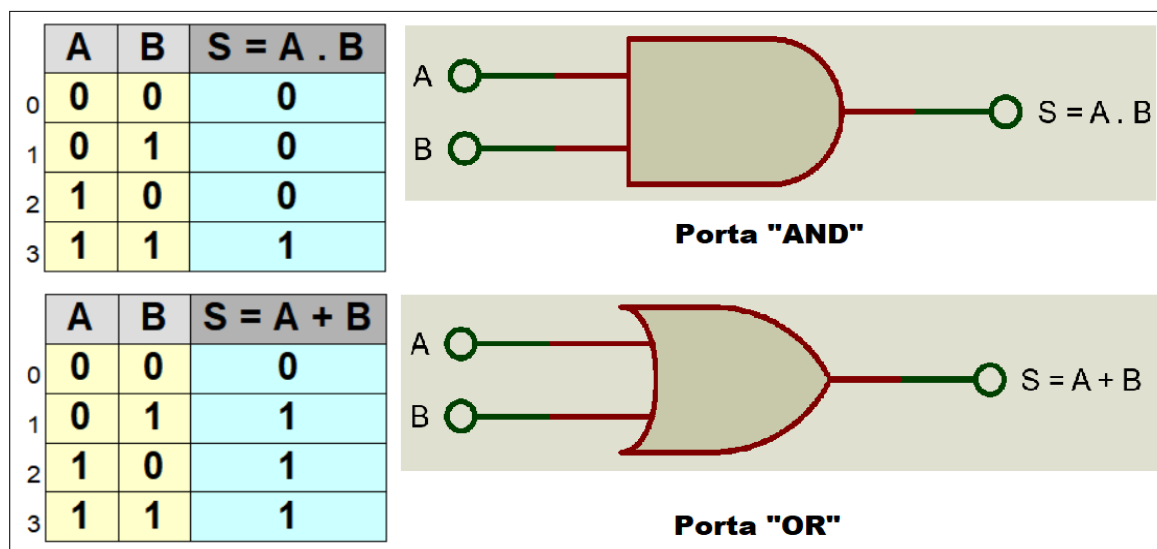 A B S = A . B
0 0 0 0
1 0 1 0
2 1 0 0
3 1 1 1
A
B
S = A . B
Porta "AND"
A B S = A + B
0 0 0 0
1 0 1 1
2 1 0 1
3 1 1 1
A
B
S = A + B
Porta "OR"